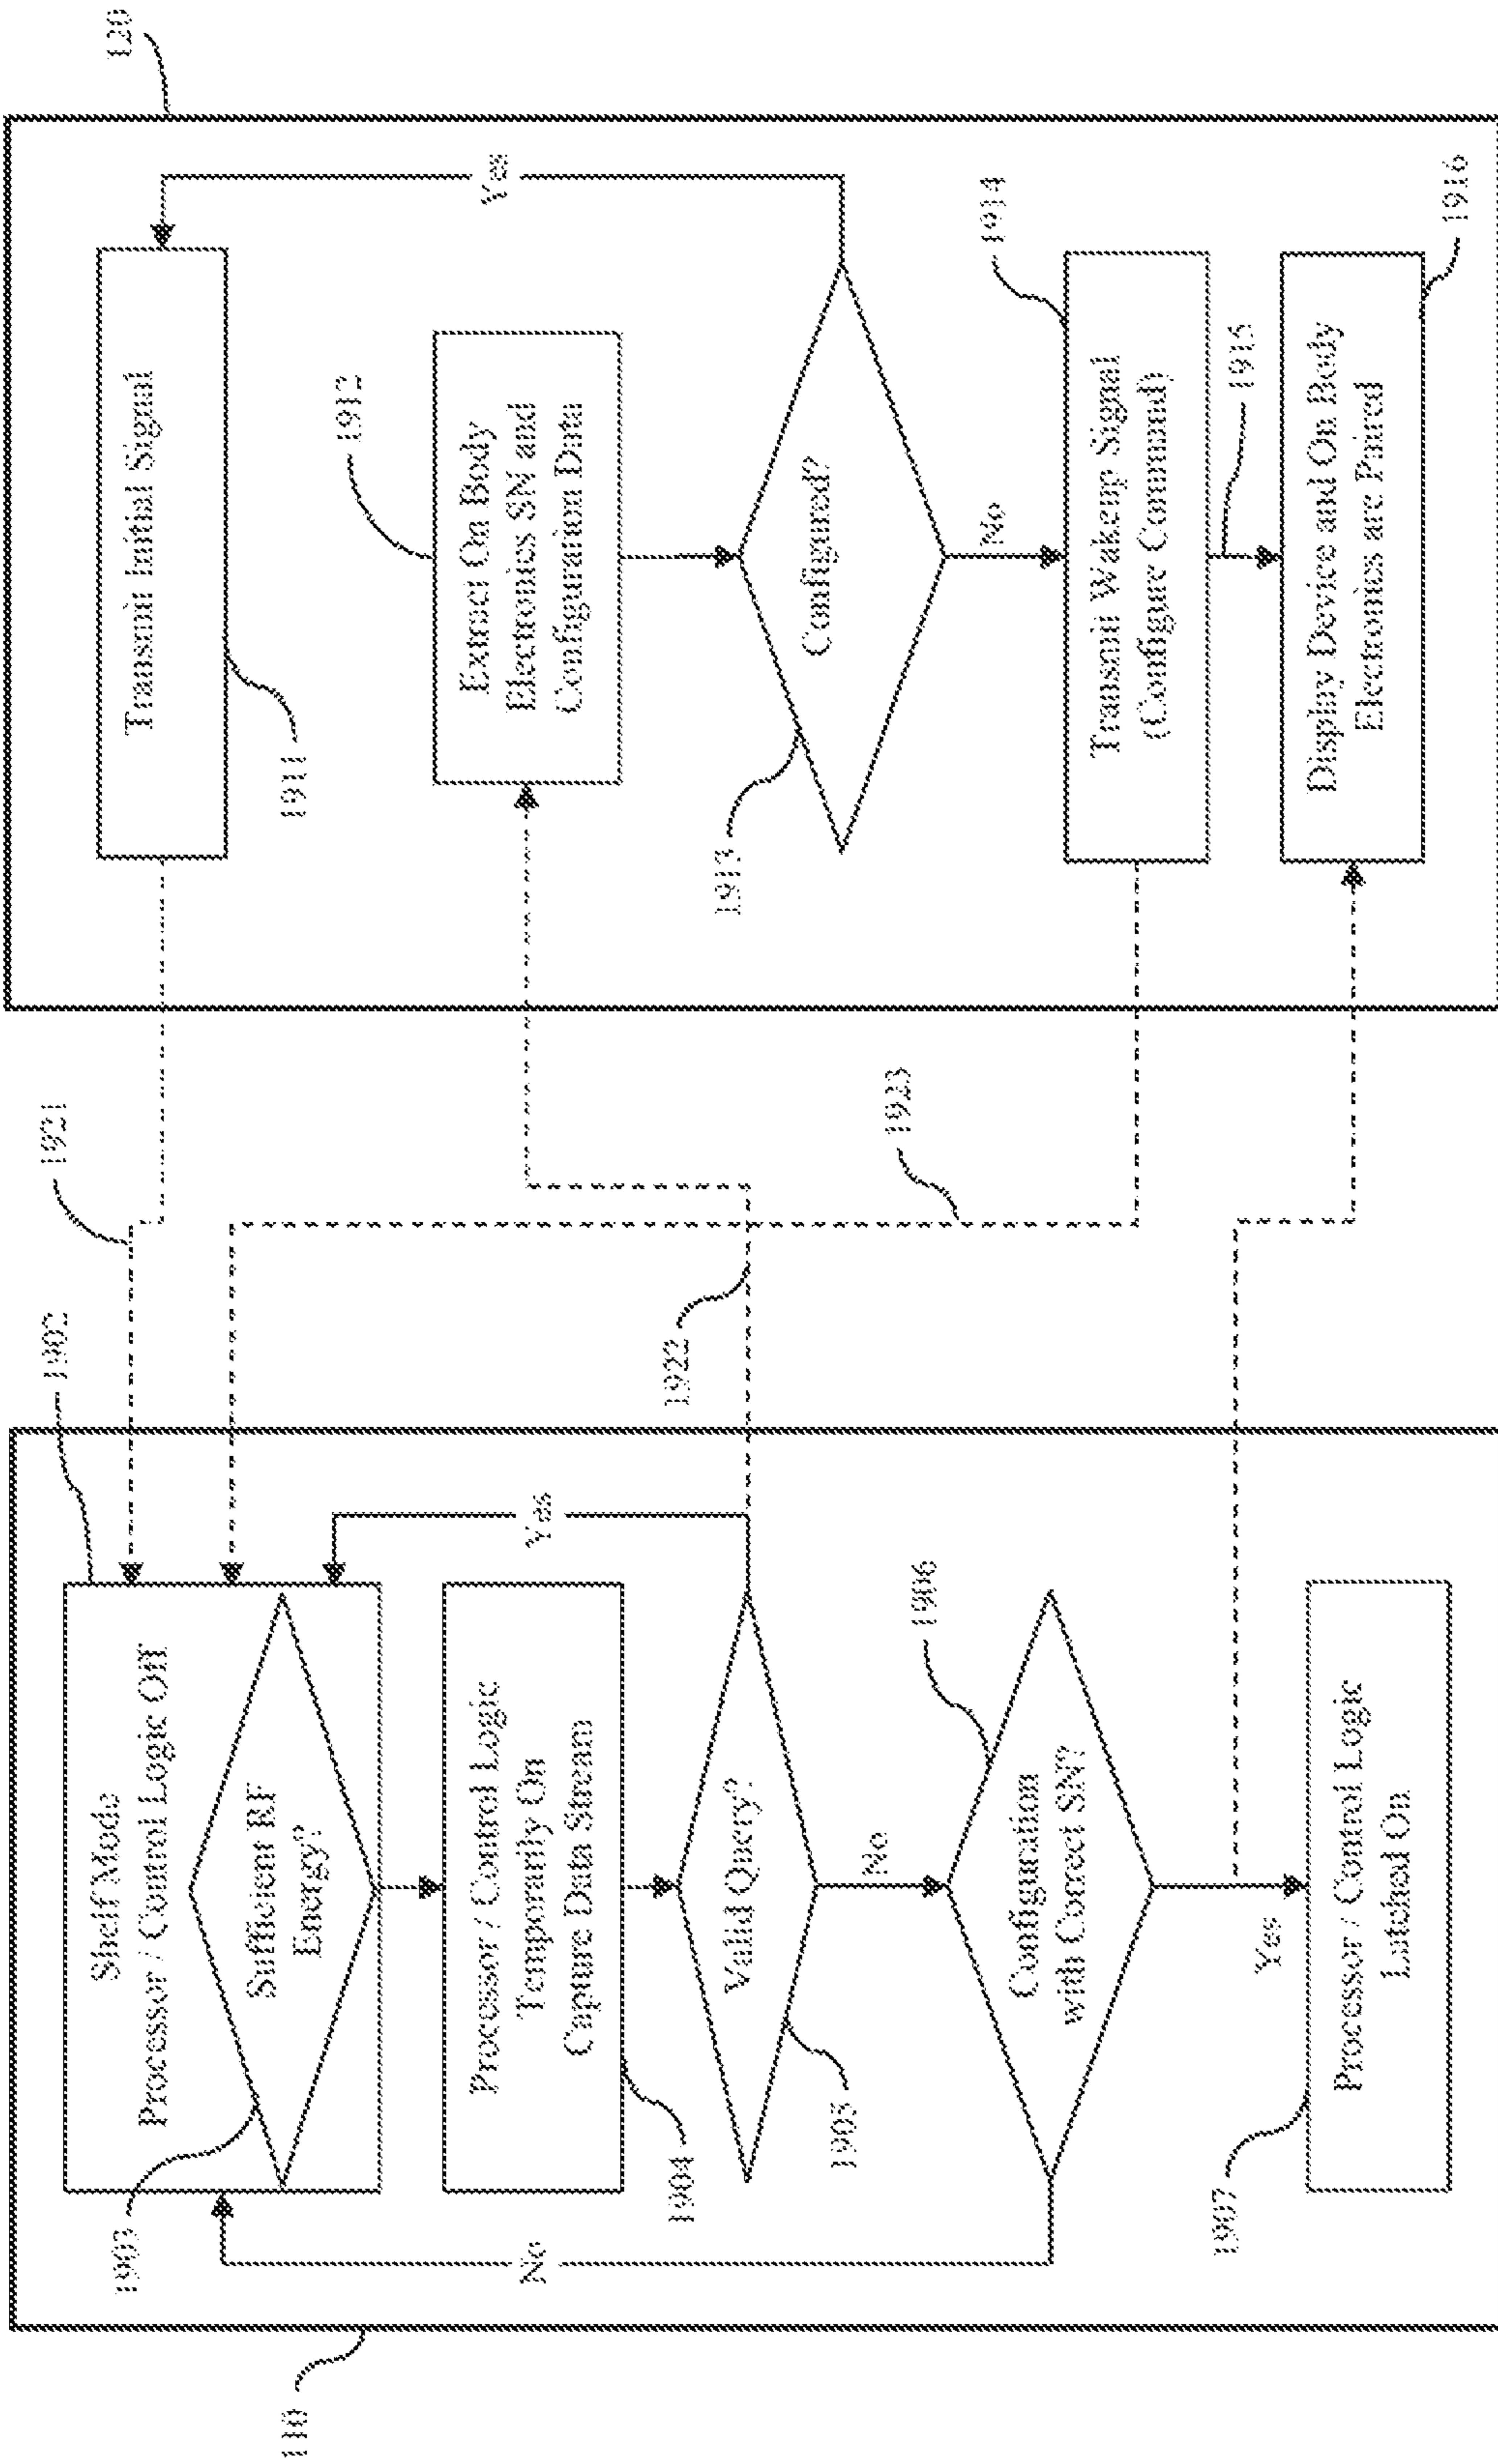 110
120
1902
1921
Shelf Mode
Processor / Control Logic Off
Sufficient RF
Energy?
1903
Processor / Control Logic
Temporarily On
Capture Data Stream
1904
Valid Query?
1905
Yes
No
1922
1923
Configuration
with Correct SN?
1906
No
Yes
Processor / Control Logic
Latched On
1907
Transmit Initial Signal
1911
Extract On Body
Electronics SN and
Configuration Data
1912
Configured?
1913
Yes
No
Transmit Wakeup Signal
(Configure Command)
1914
1915
Display Device and On Body
Electronics are Paired
1916